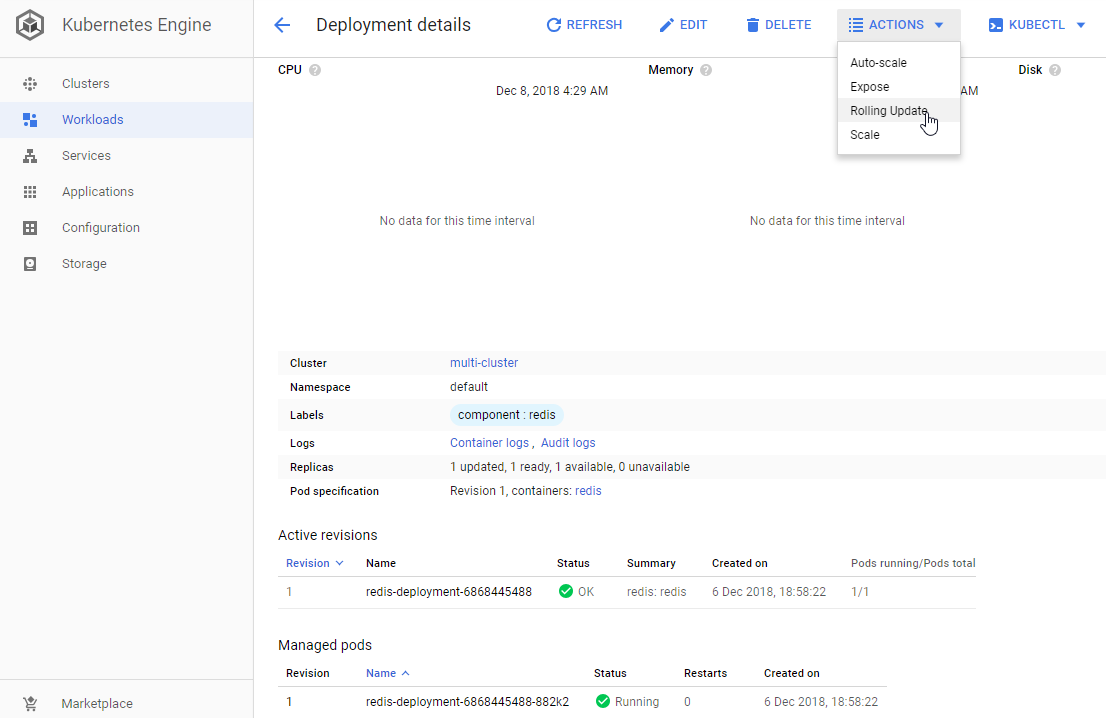 Kubernetes Engine
Deployment details
REFRESH
EDIT
DELETE
ACTIONS
KUBECTL
Clusters
Workloads
Services
Applications
Configuration
Storage
Marketplace
Auto-scale
Expose
Rolling Update
Scale
CPU ?
Memory ?
Disk ?
Dec 8, 2018 4:29 AM
AM
No data for this time interval
No data for this time interval
Cluster multi-cluster
Namespace default
Labels component : redis
Logs Container logs , Audit logs
Replicas 1 updated, 1 ready, 1 available, 0 unavailable
Pod specification Revision 1, containers: redis
Active revisions
Revision Name Status Summary Created on Pods running/Pods total
1 redis-deployment-6868445488 OK redis: redis 6 Dec 2018, 18:58:22 1/1
Managed pods
Revision Name Status Restarts Created on
1 redis-deployment-6868445488-882k2 Running 0 6 Dec 2018, 18:58:22